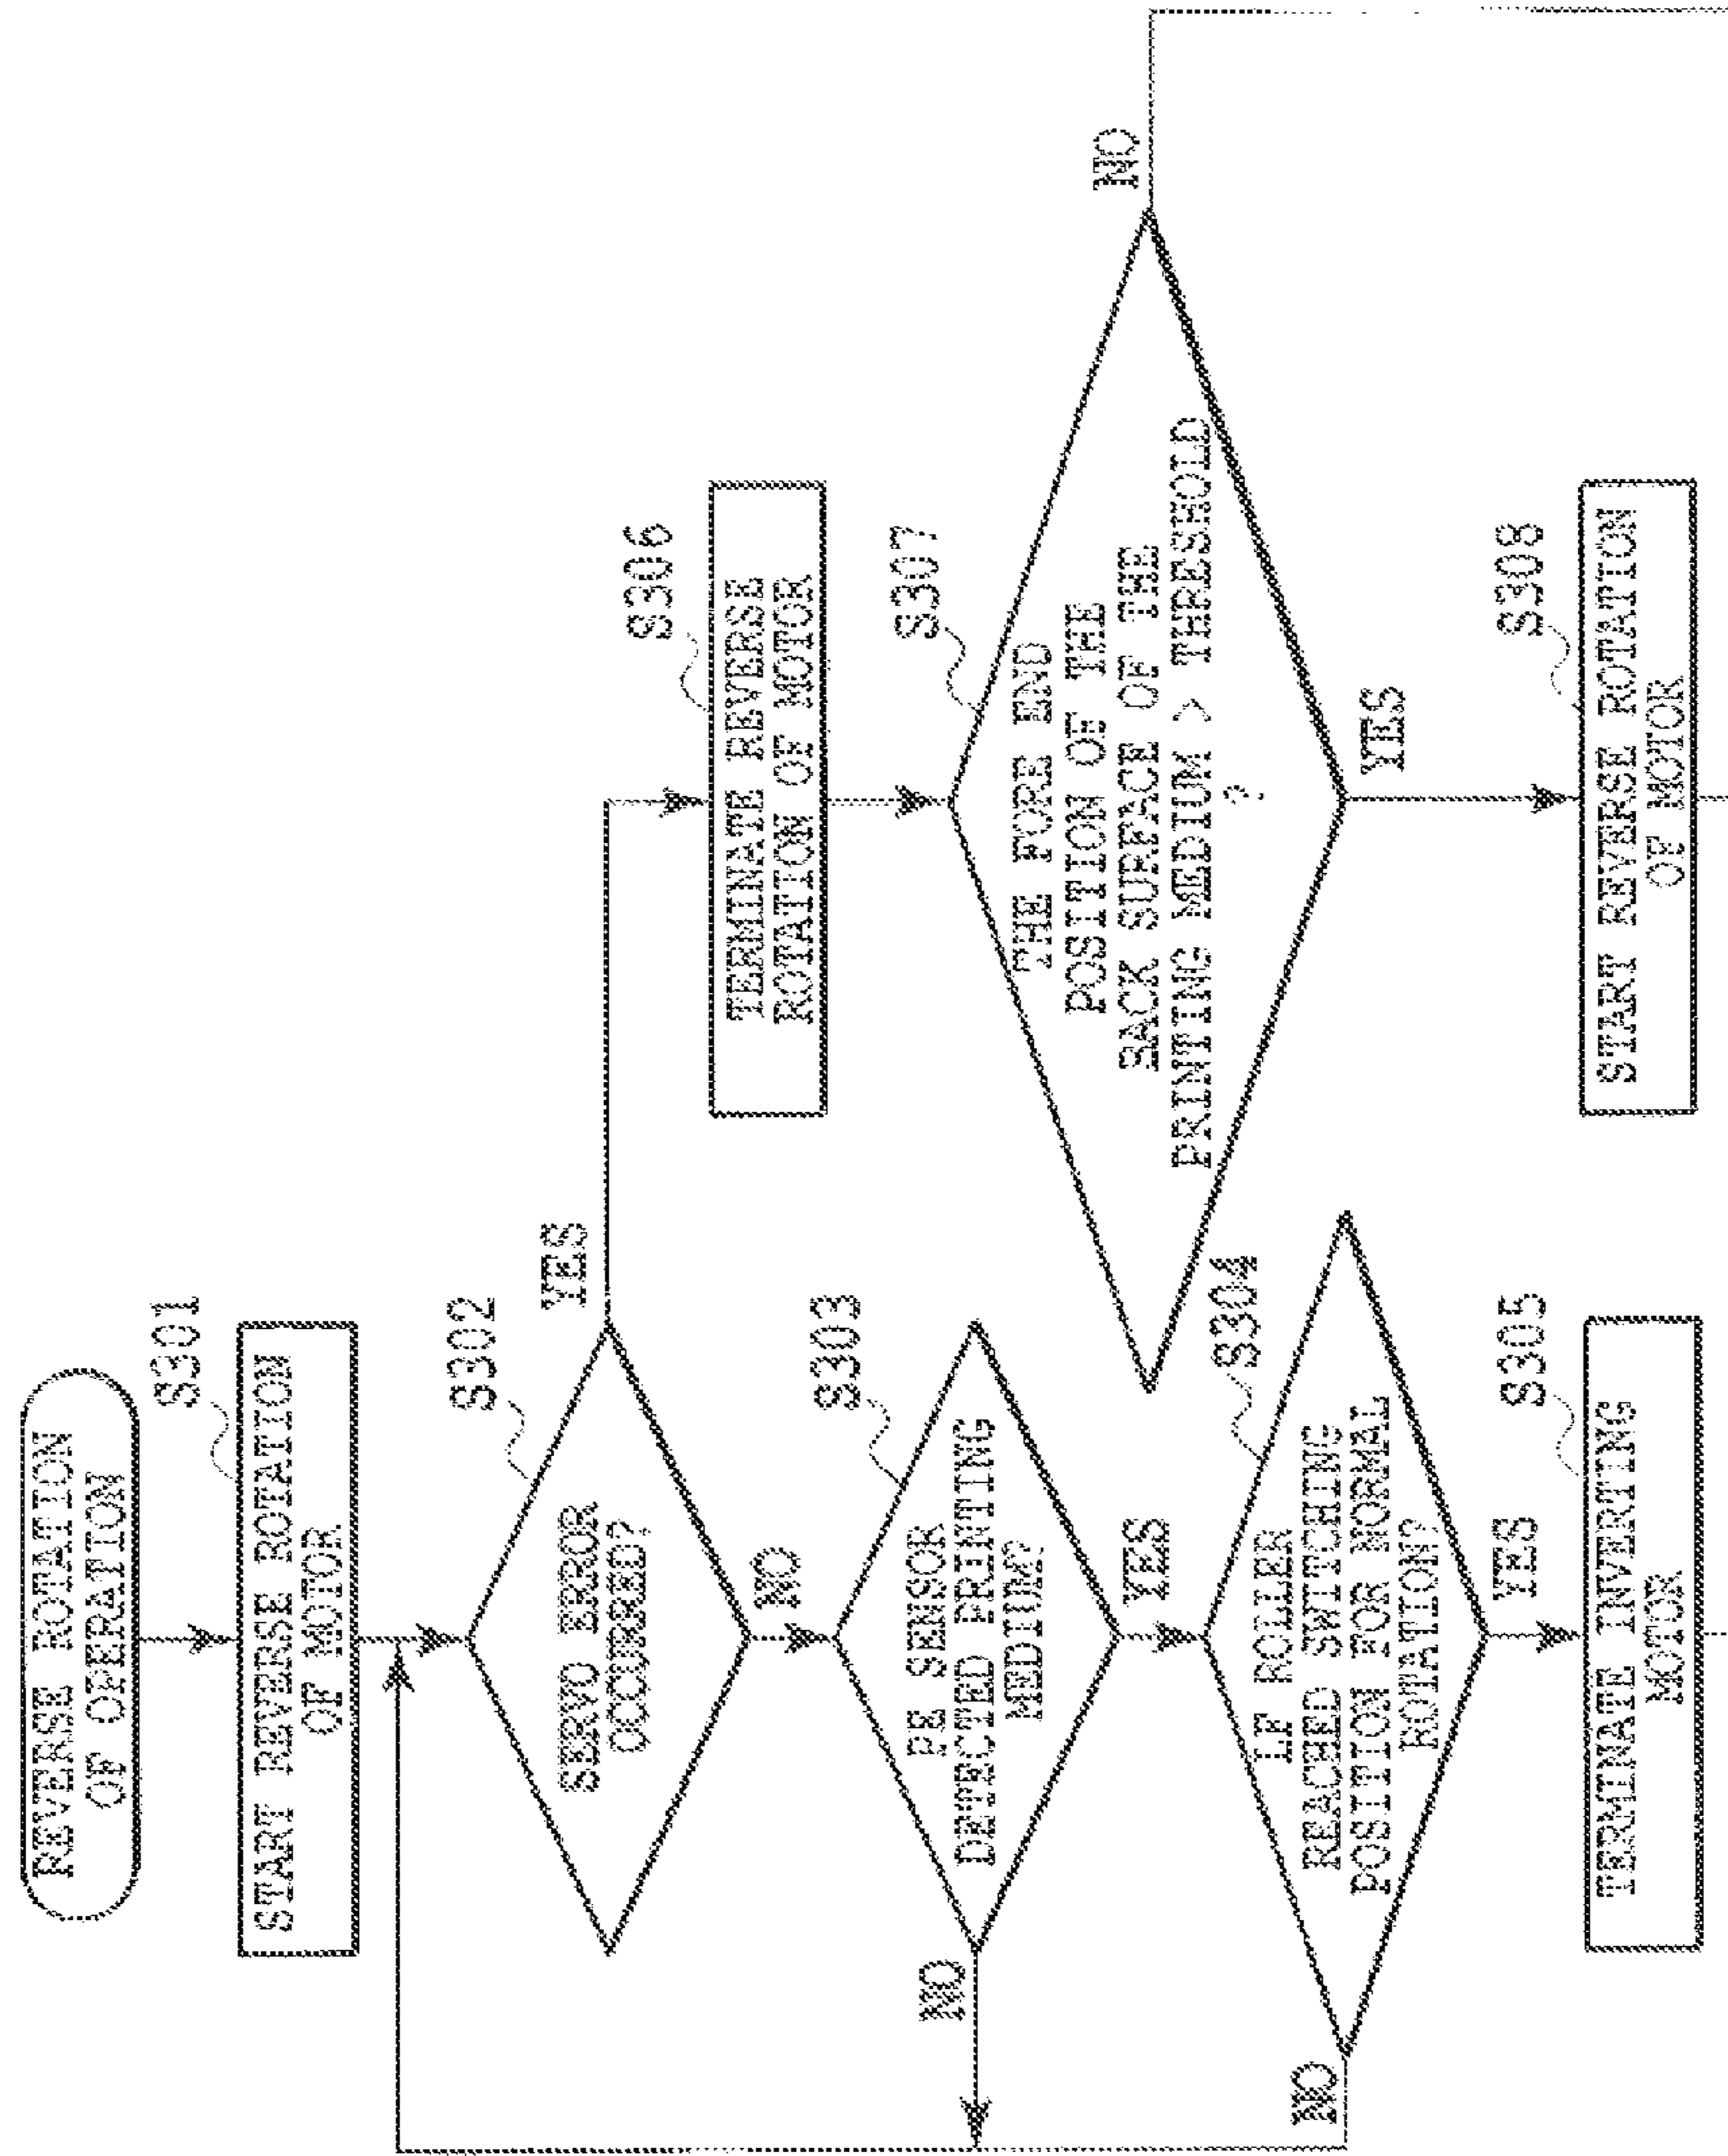 REVERSE ROTATION
OF OPERATION
S301
START REVERSE ROTATION
OF MOTOR
S302
SERVO ERROR
OCCURRED?
YES
NO
S303
PE SENSOR
DETECTED PRINTING
MEDIUM?
NO
YES
S304
LF ROLLER
REACHED SWITCHING
POSITION FOR NORMAL
ROTATION?
NO
YES
S305
TERMINATE INVERTING
MOTOR
S306
TERMINATE REVERSE
ROTATION OF MOTOR
S307
THE FORE END
POSITION OF THE
BACK SURFACE OF THE
PRINTING MEDIUM > THRESHOLD
?
NO
YES
S308
START REVERSE ROTATION
OF MOTOR